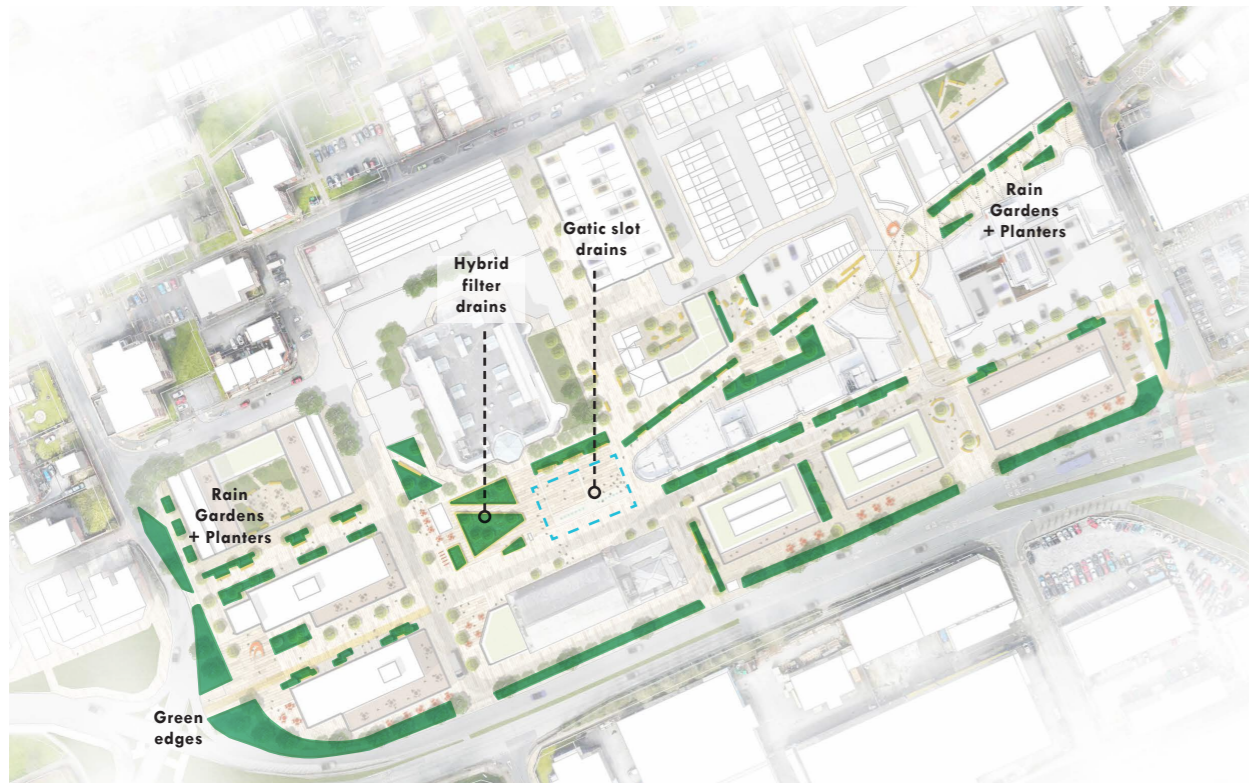 Rain
Gardens
+ Planters
Gatic slot
drains
Hybrid
filter
drains
Rain
Gardens
+ Planters
Green
edges